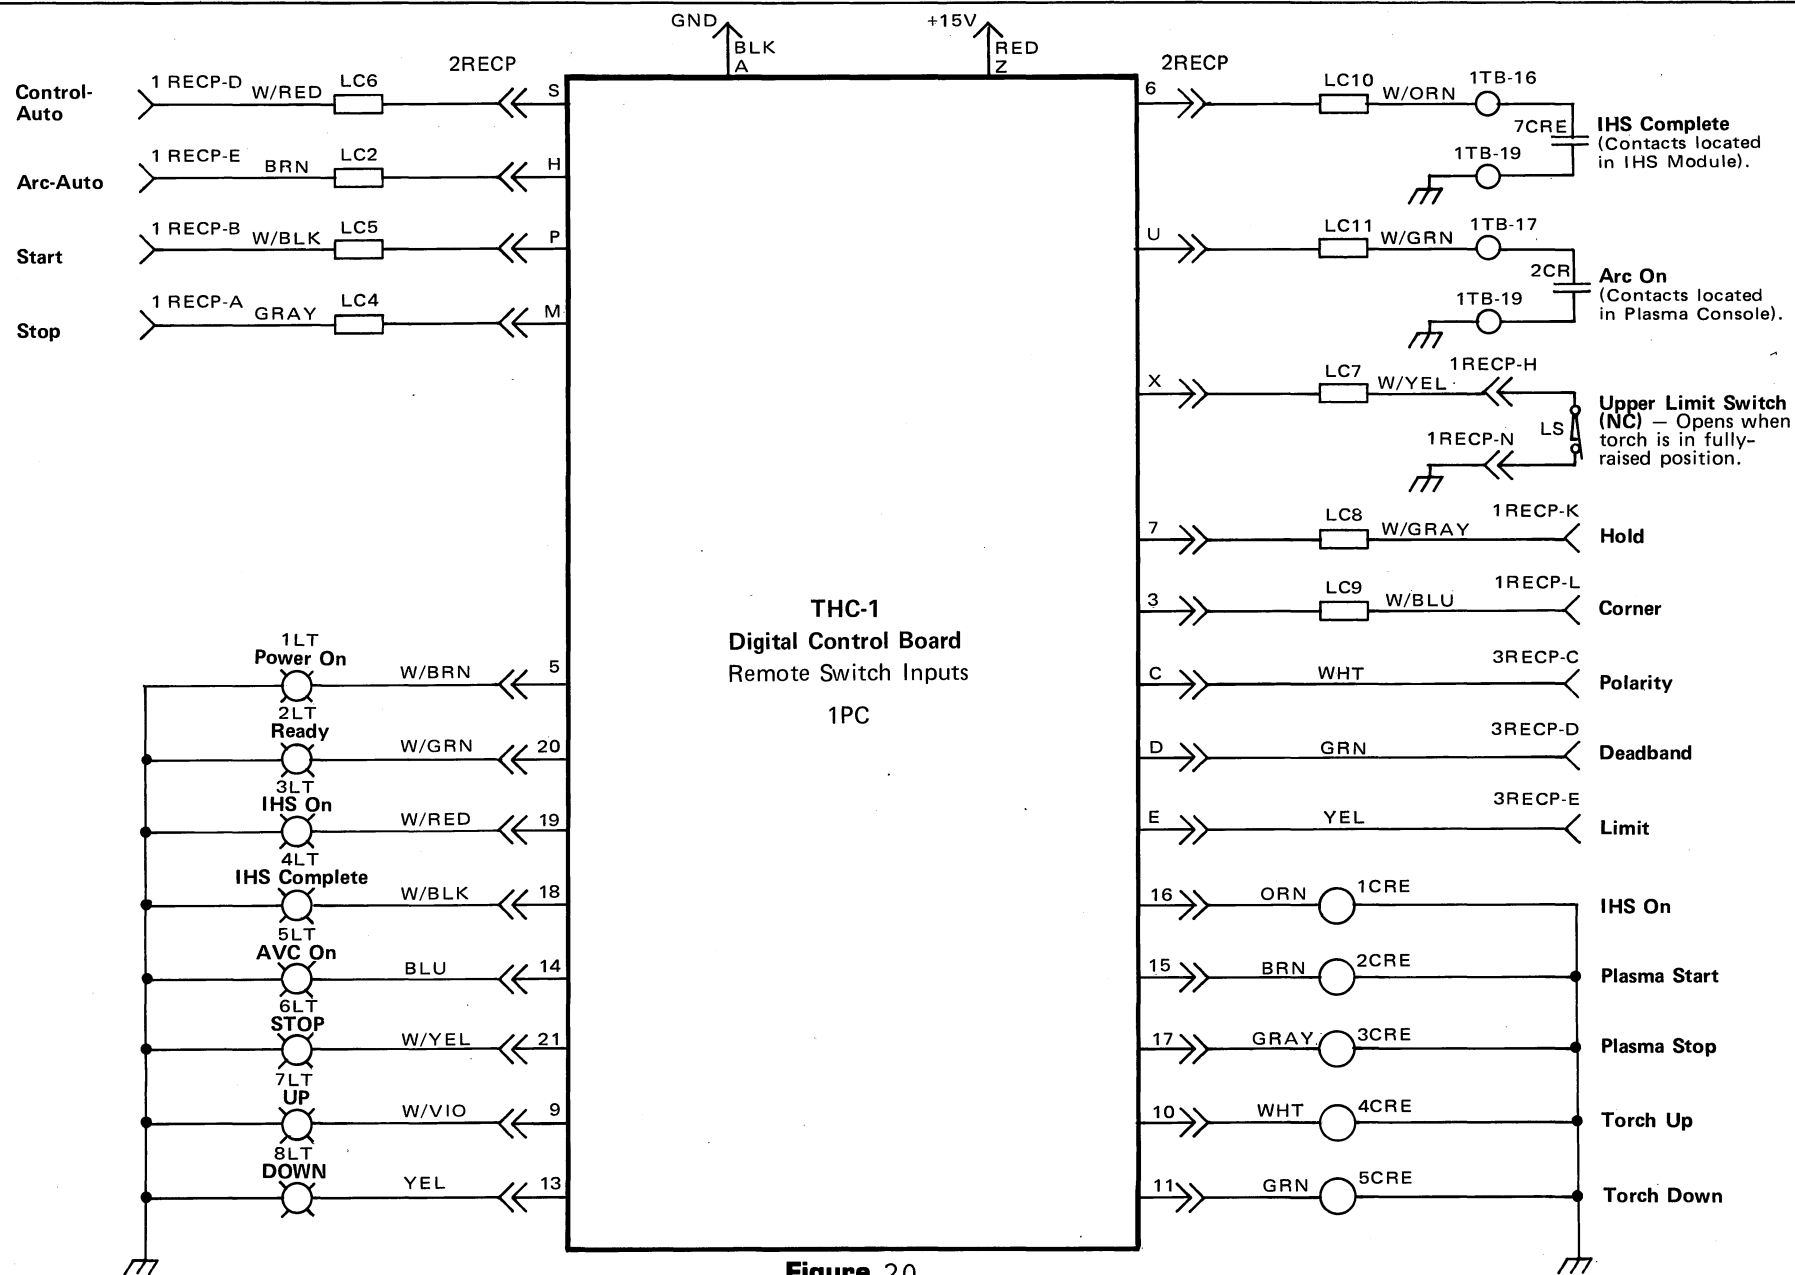 GND
BLK
A
+15V
RED
Z
2RECP
2RECP
Control-
Auto
1 RECP-D
W/RED
LC6
S
Arc-Auto
1 RECP-E
BRN
LC2
H
Start
1 RECP-B
W/BLK
LC5
P
Stop
1 RECP-A
GRAY
LC4
M
1LT
Power On
W/BRN
5
2LT
Ready
W/GRN
20
3LT
IHS On
W/RED
19
4LT
IHS Complete
W/BLK
18
5LT
AVC On
BLU
14
6LT
STOP
W/YEL
21
7LT
UP
W/VIO
9
8LT
DOWN
YEL
13
THC-1
Digital Control Board
Remote Switch Inputs
1PC
6
LC10
W/ORN
1TB-16
7CRE
1TB-19
IHS Complete
(Contacts located
in IHS Module).
U
LC11
W/GRN
1TB-17
2CR
1TB-19
Arc On
(Contacts located
in Plasma Console).
X
LC7
W/YEL
1RECP-H
LS
1RECP-N
Upper Limit Switch
(NC) — Opens when
torch is in fully-
raised position.
7
LC8
W/GRAY
1RECP-K
Hold
3
LC9
W/BLU
1RECP-L
Corner
C
WHT
3RECP-C
Polarity
D
GRN
3RECP-D
Deadband
E
YEL
3RECP-E
Limit
16
ORN
1CRE
IHS On
15
BRN
2CRE
Plasma Start
17
GRAY
3CRE
Plasma Stop
10
WHT
4CRE
Torch Up
11
GRN
5CRE
Torch Down
Figure 20